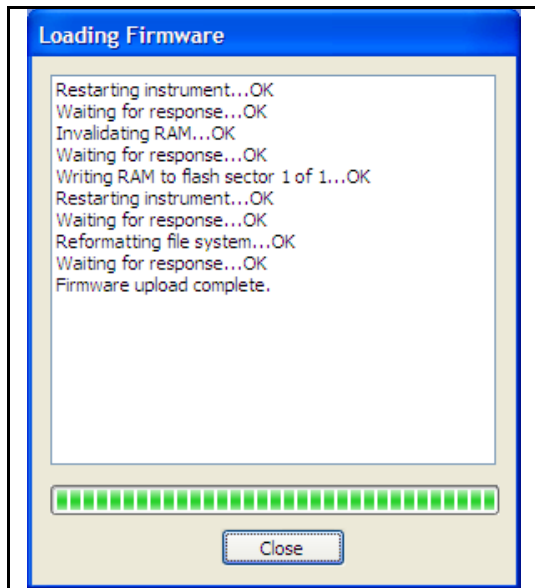 Loading Firmware
Restarting instrument...OK
Waiting for response...OK
Invalidating RAM...OK
Waiting for response...OK
Writing RAM to flash sector 1 of 1...OK
Restarting instrument...OK
Waiting for response...OK
Reformatting file system...OK
Waiting for response...OK
Firmware upload complete.
Close